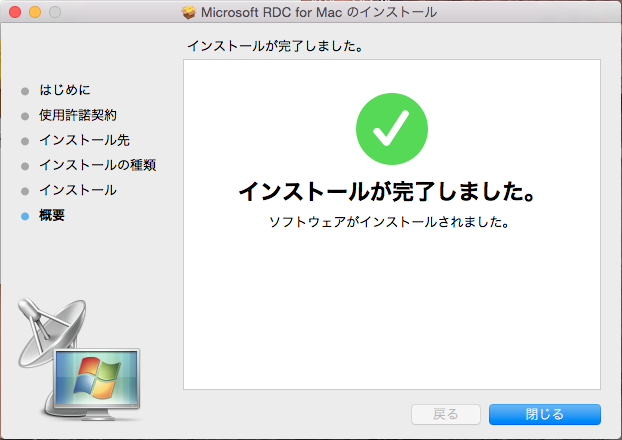 Microsoft RDC for Mac のインストール
インストールが完了しました。
はじめに
使用許諾契約
インストール先
インストールの種類
インストール
概要
インストールが完了しました。
ソフトウェアがインストールされました。
戻る
閉じる